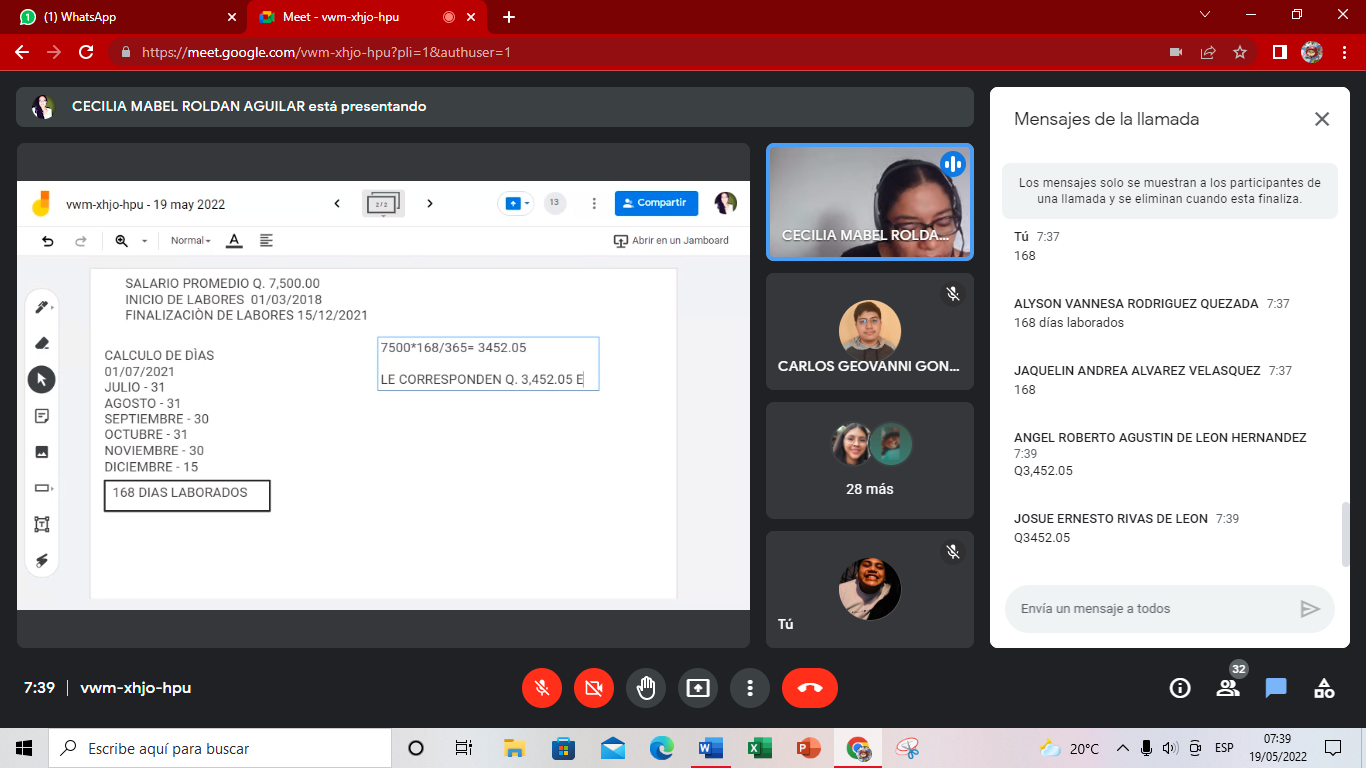 (1) WhatsApp
Meet - vwm-xhjo-hpu
https://meet.google.com/vwm-xhjo-hpu?pli=1&authuser=1
CECILIA MABEL ROLDAN AGUILAR está presentando
vwm-xhjo-hpu - 19 may 2022
2/2
13
Compartir
Normal
A
Abrir en un Jamboard
SALARIO PROMEDIO Q. 7,500.00
INICIO DE LABORES 01/03/2018
FINALIZACIÒN DE LABORES 15/12/2021
CALCULO DE DÌAS
01/07/2021
JULIO - 31
AGOSTO - 31
SEPTIEMBRE - 30
OCTUBRE - 31
NOVIEMBRE - 30
DICIEMBRE - 15
168 DIAS LABORADOS
7500*168/365= 3452.05
LE CORRESPONDEN Q. 3,452.05 E
CECILIA MABEL ROLDA...
CARLOS GEOVANNI GON...
28 más
Tú
Mensajes de la llamada
Los mensajes solo se muestran a los participantes de
una llamada y se eliminan cuando esta finaliza.
Tú 7:37
168
ALYSON VANNESA RODRIGUEZ QUEZADA 7:37
168 días laborados
JAQUELIN ANDREA ALVAREZ VELASQUEZ 7:37
168
ANGEL ROBERTO AGUSTIN DE LEON HERNANDEZ
7:39
Q3,452.05
JOSUE ERNESTO RIVAS DE LEON 7:39
Q3452.05
Envía un mensaje a todos
7:39 | vwm-xhjo-hpu
32
Escribe aquí para buscar
20°C
ESP
07:39
19/05/2022